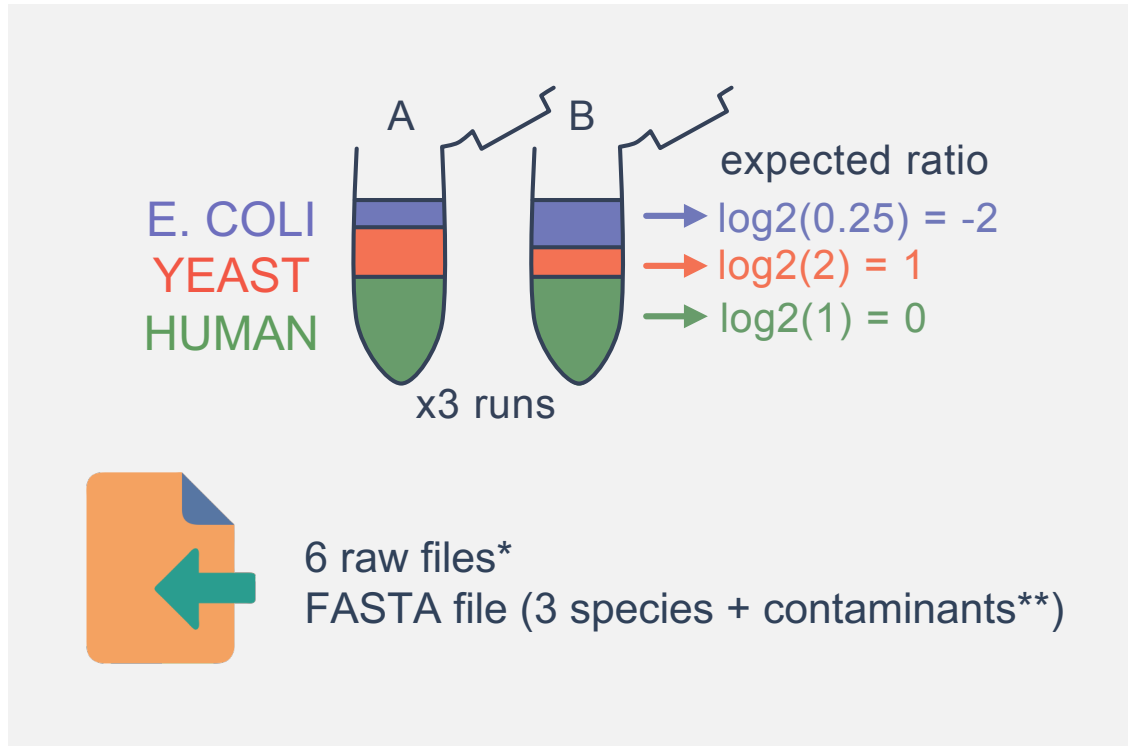 A B
expected ratio
E. COLI log2(0.25) = -2
YEAST log2(2) = 1
HUMAN log2(1) = 0
x3 runs
6 raw files*
FASTA file (3 species + contaminants**)